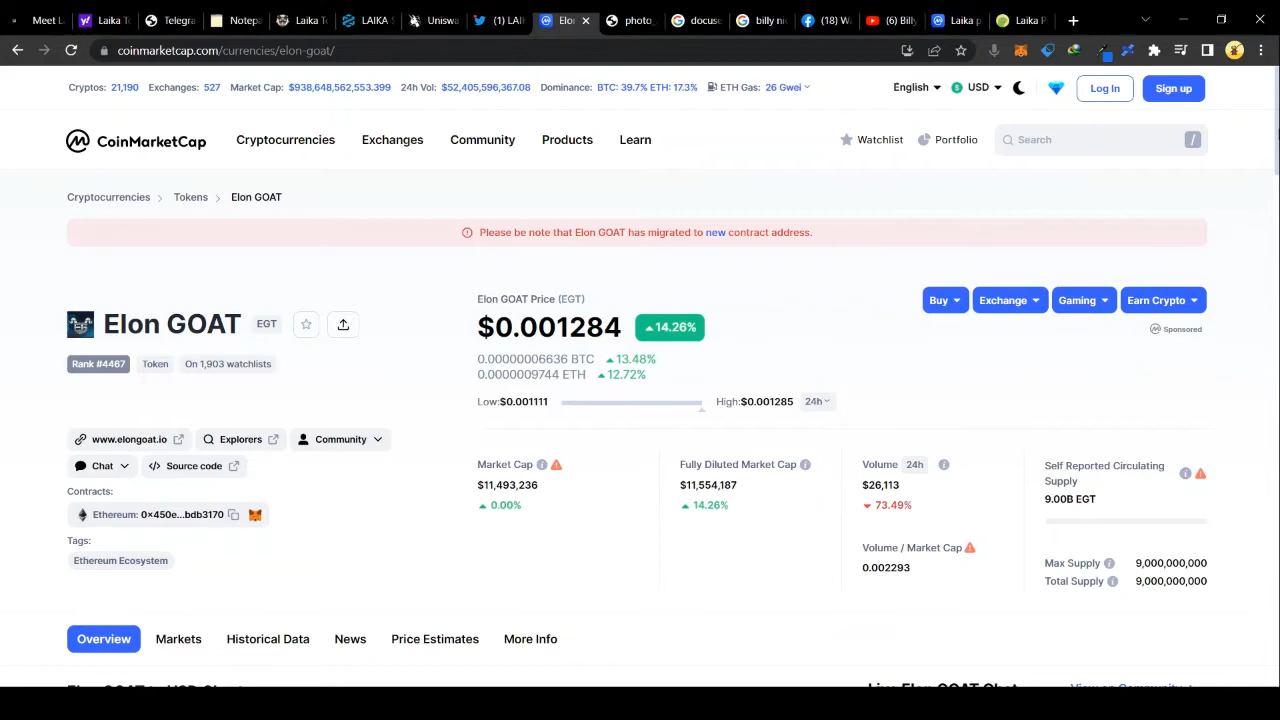 Meet L
Laika To
Telegra
Notepa
Laika To
LAIKA S
Uniswa
(1) LAI
Elo
photo_
docuse
billy nic
(18) Wa
(6) Billy
Laika p
Laika P
coinmarketcap.com/currencies/elon-goat/
Cryptos: 21,190 Exchanges: 527 Market Cap: $938,648,562,553.399 24h Vol: $52,405,596,367.08 Dominance: BTC: 39.7% ETH: 17.3% ETH Gas: 26 Gwei
English USD Log In Sign up
CoinMarketCap Cryptocurrencies Exchanges Community Products Learn Watchlist Portfolio Search /
Cryptocurrencies > Tokens > Elon GOAT
Please be note that Elon GOAT has migrated to new contract address.
Elon GOAT EGT
Rank #4467 Token On 1,903 watchlists
www.elongoat.io Explorers Community
Chat Source code
Contracts:
Ethereum: 0x450e...bdb3170
Tags:
Ethereum Ecosystem
Elon GOAT Price (EGT)
$0.001284 14.26%
0.00000006636 BTC 13.48%
0.0000009744 ETH 12.72%
Low:$0.001111 High:$0.001285 24h
Buy Exchange Gaming Earn Crypto
Sponsored
Market Cap
$11,493,236
0.00%
Fully Diluted Market Cap
$11,554,187
14.26%
Volume 24h
$26,113
73.49%
Volume / Market Cap
0.002293
Self Reported Circulating
Supply
9.00B EGT
Max Supply 9,000,000,000
Total Supply 9,000,000,000
Overview Markets Historical Data News Price Estimates More Info